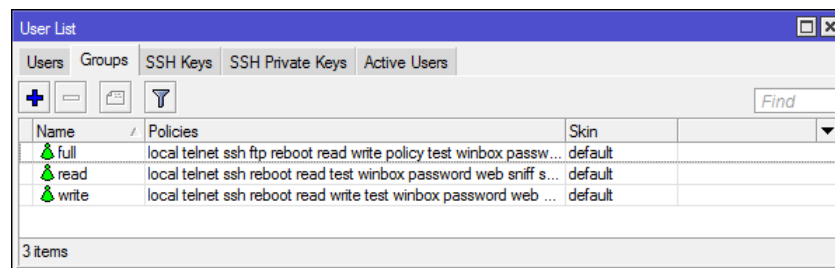 User List
Users Groups SSH Keys SSH Private Keys Active Users
Find
Name Policies Skin
full local telnet ssh ftp reboot read write policy test winbox passw... default
read local telnet ssh reboot read test winbox password web sniff s... default
write local telnet ssh reboot read write test winbox password web ... default
3 items